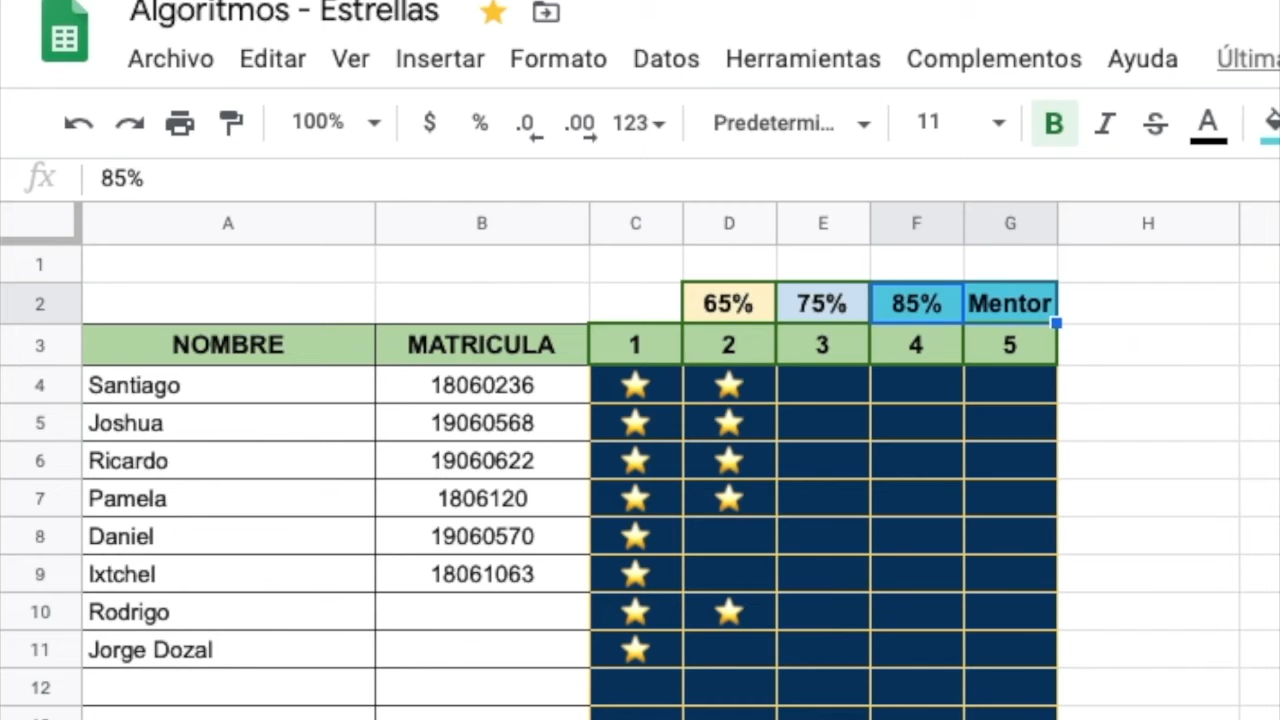 Algoritmos - Estrellas
Archivo Editar Ver Insertar Formato Datos Herramientas Complementos Ayuda
100% $ % .0 .00 123 Predetermi... 11 B I S A
fx 85%
A B C D E F G H
1
2 65% 75% 85% Mentor
3 NOMBRE MATRICULA 1 2 3 4 5
4 Santiago 18060236
5 Joshua 19060568
6 Ricardo 19060622
7 Pamela 1806120
8 Daniel 19060570
9 Ixtchel 18061063
10 Rodrigo
11 Jorge Dozal
12